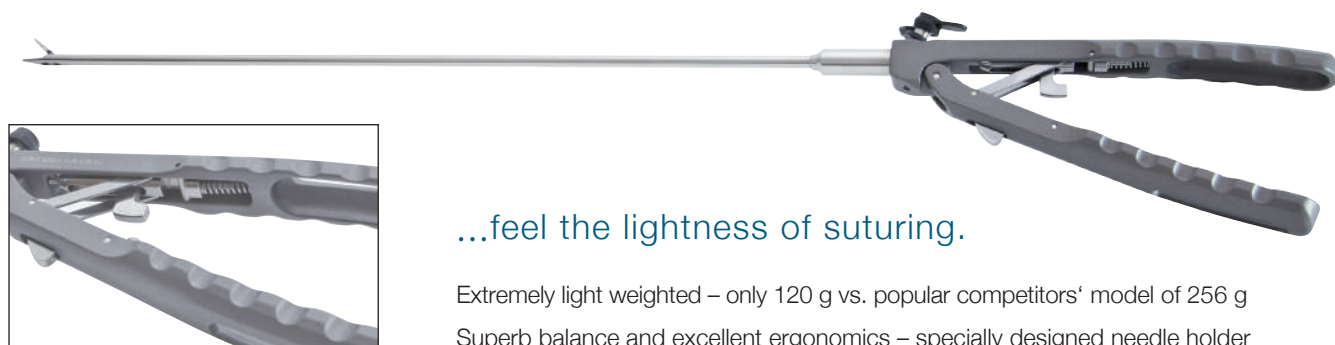 ...feel the lightness of suturing.
Extremely light weighted – only 120 g vs. popular competitors‘ model of 256 g
Superb balance and excellent ergonomics – specially designed needle holder